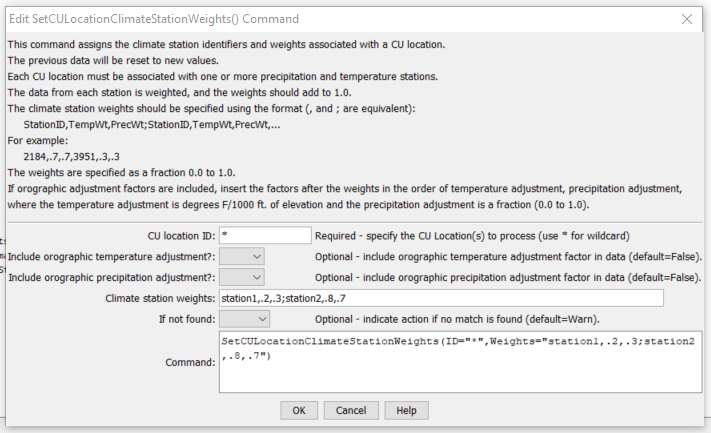 Edit SetCULocationClimateStationWeights() Command
This command assigns the climate station identifiers and weights associated with a CU location.
The previous data will be reset to new values.
Each CU location must be associated with one or more precipitation and temperature stations.
The data from each station is weighted, and the weights should add to 1.0.
The climate station weights should be specified using the format (, and ; are equivalent):
StationID,TempWt,PrecWt;StationID,TempWt,PrecWt,...
For example:
2184,.7,.7,3951,.3,.3
The weights are specified as a fraction 0.0 to 1.0.
If orographic adjustment factors are included, insert the factors after the weights in the order of temperature adjustment, precipitation adjustment,
where the temperature adjustment is degrees F/1000 ft. of elevation and the precipitation adjustment is a fraction (0.0 to 1.0).
CU location ID: * Required - specify the CU Location(s) to process (use * for wildcard)
Include orographic temperature adjustment?: Optional - include orographic temperature adjustment factor in data (default=False).
Include orographic precipitation adjustment?: Optional - include orographic precipitation adjustment factor in data (default=False).
Climate station weights: station1,.2,.3;station2,.8,.7
If not found: Optional - indicate action if no match is found (default=Warn).
Command: SetCULocationClimateStationWeights(ID="*",Weights="station1,.2,.3;station2
,.8,.7")
OK Cancel Help